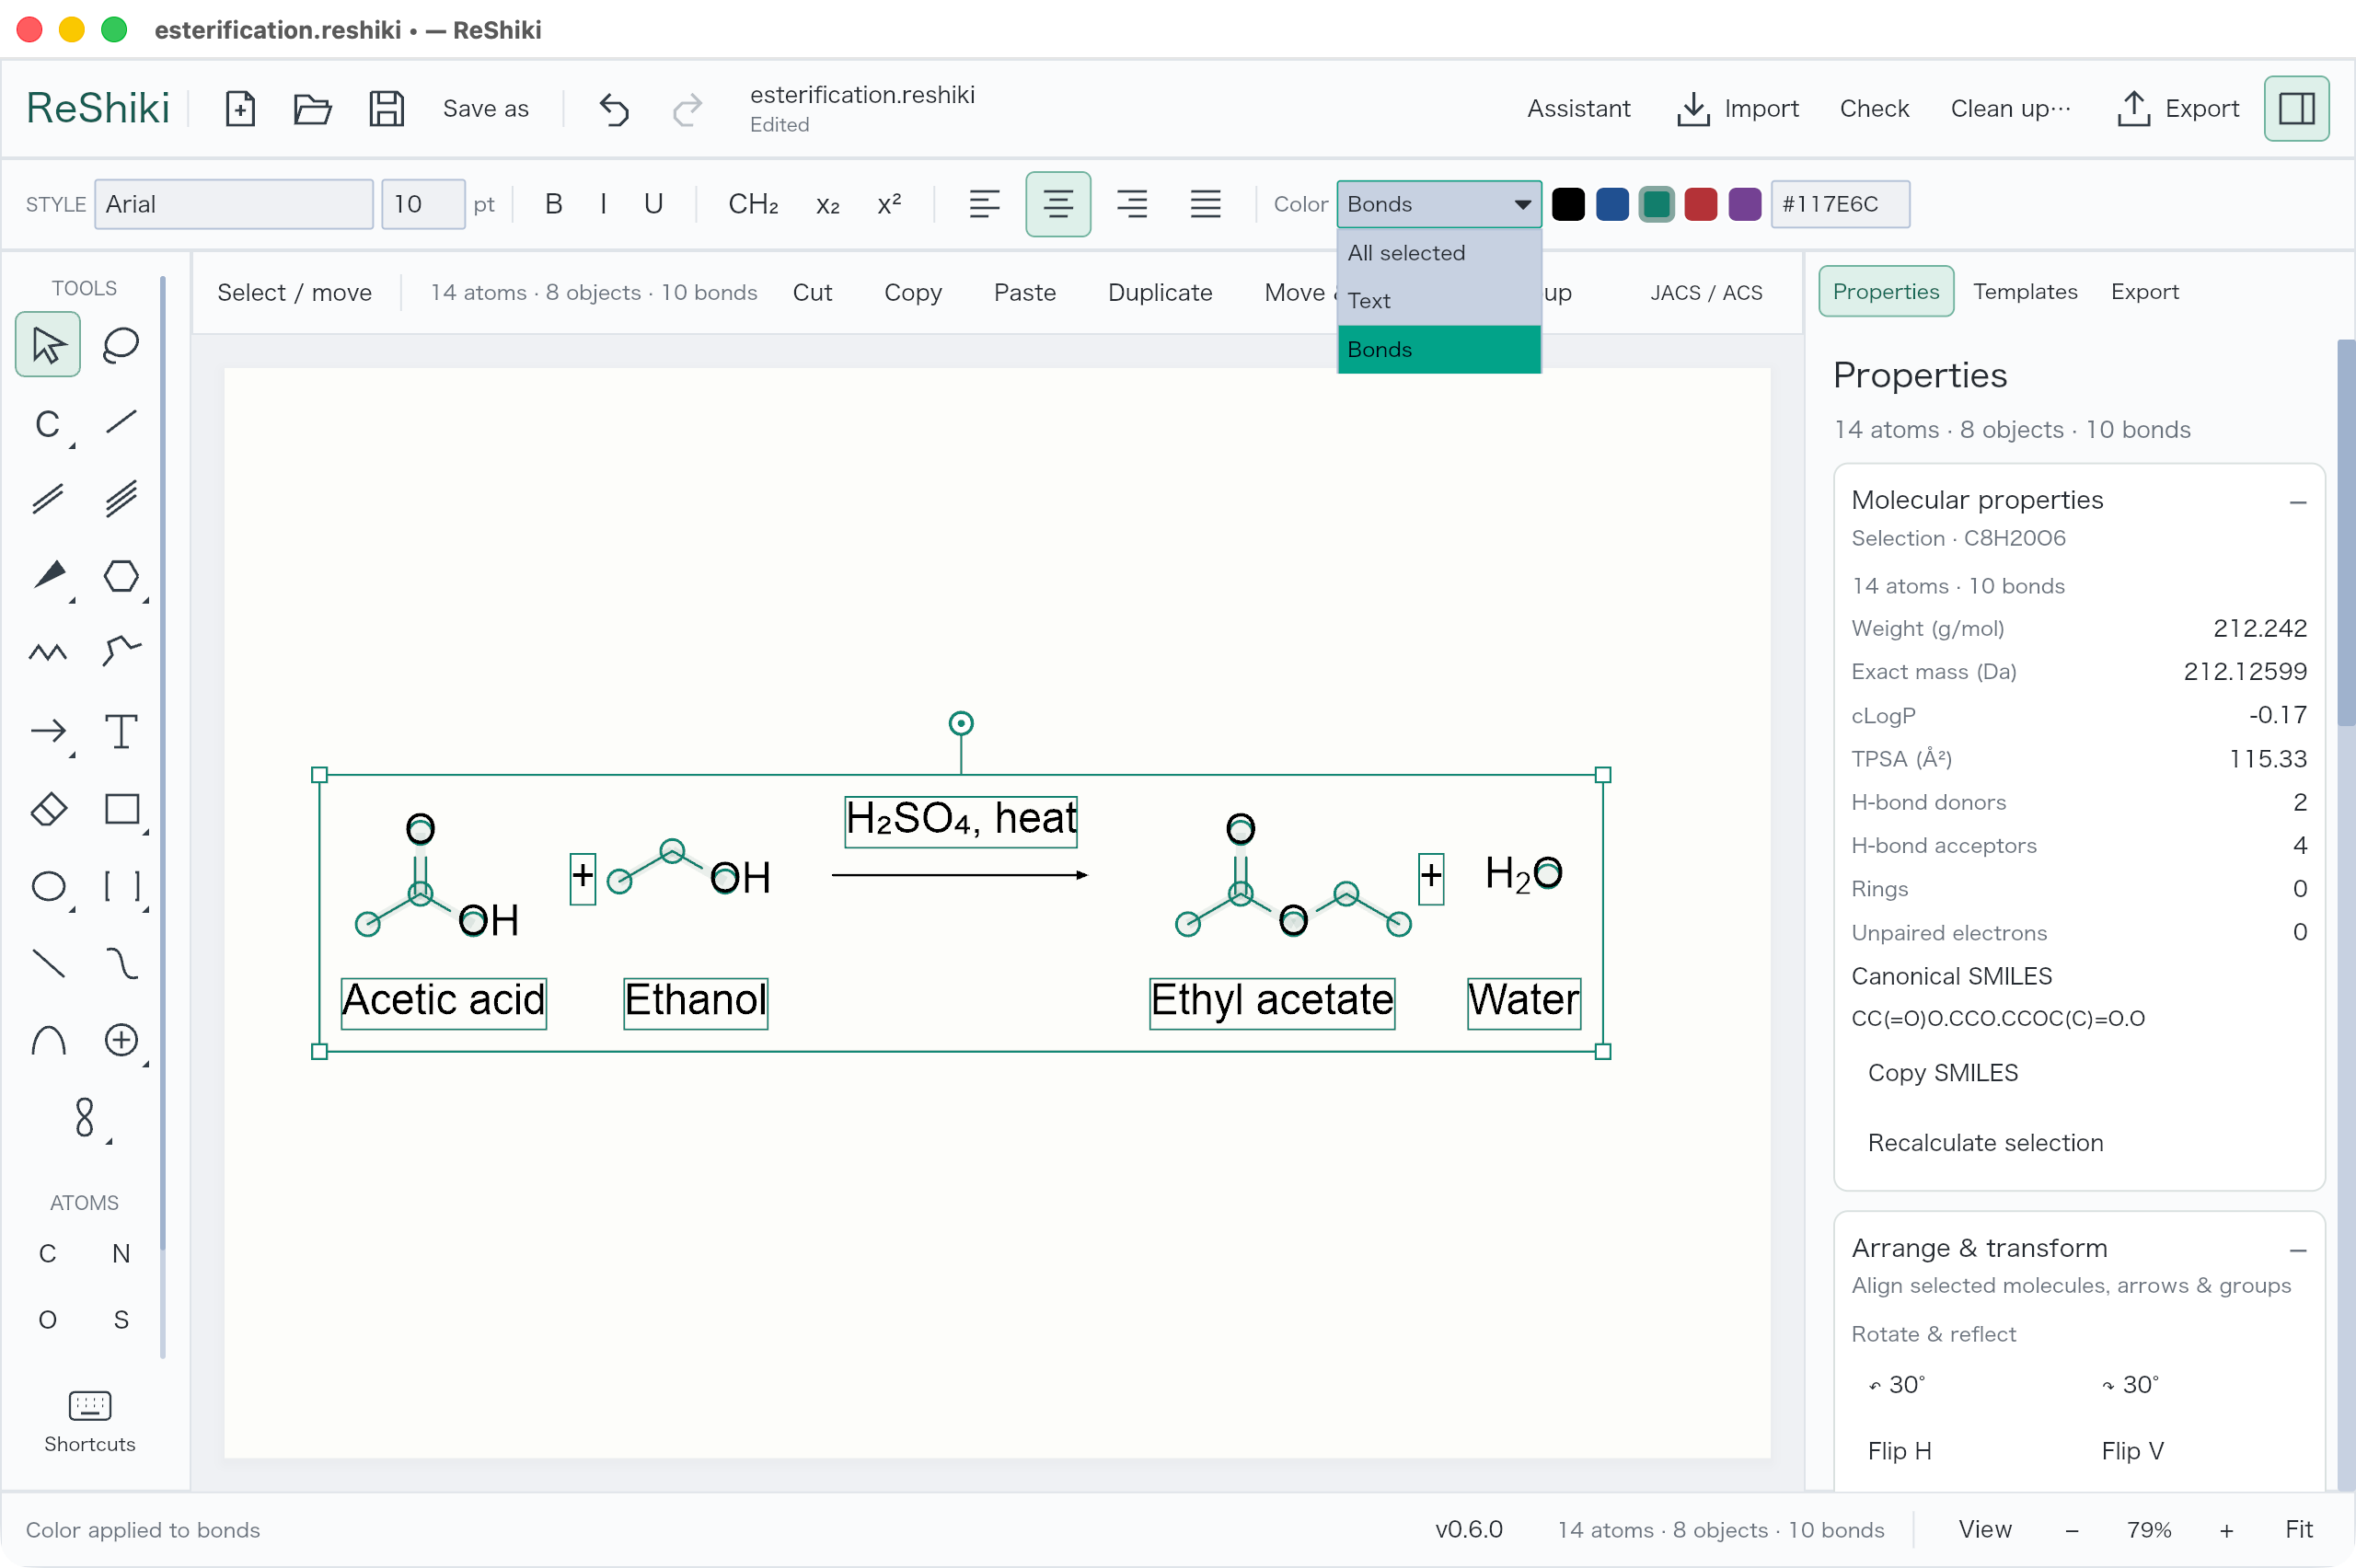 esterification.reshiki • — ReShiki
ReShiki
Save as
esterification.reshiki
Edited
Assistant
Import
Check
Clean up…
Export
STYLE
Arial
10
pt
B
I
U
CH₂
x₂
x²
Color
Bonds
#117E6C
All selected
Text
Bonds
TOOLS
Select / move
14 atoms · 8 objects · 10 bonds
Cut
Copy
Paste
Duplicate
Move
up
JACS / ACS
C
T
[ ]
ATOMS
C
N
O
S
Shortcuts
O
OH
+
OH
H₂SO₄, heat
O
O
+
H₂O
Acetic acid
Ethanol
Ethyl acetate
Water
Properties
Templates
Export
Properties
14 atoms · 8 objects · 10 bonds
Molecular properties
Selection · C8H20O6
14 atoms · 10 bonds
Weight (g/mol) 212.242
Exact mass (Da) 212.12599
cLogP -0.17
TPSA (Å²) 115.33
H-bond donors 2
H-bond acceptors 4
Rings 0
Unpaired electrons 0
Canonical SMILES
CC(=O)O.CCO.CCOC(C)=O.O
Copy SMILES
Recalculate selection
Arrange & transform
Align selected molecules, arrows & groups
Rotate & reflect
↶ 30°
↷ 30°
Flip H
Flip V
Color applied to bonds
v0.6.0
14 atoms · 8 objects · 10 bonds
View
−
79%
+
Fit